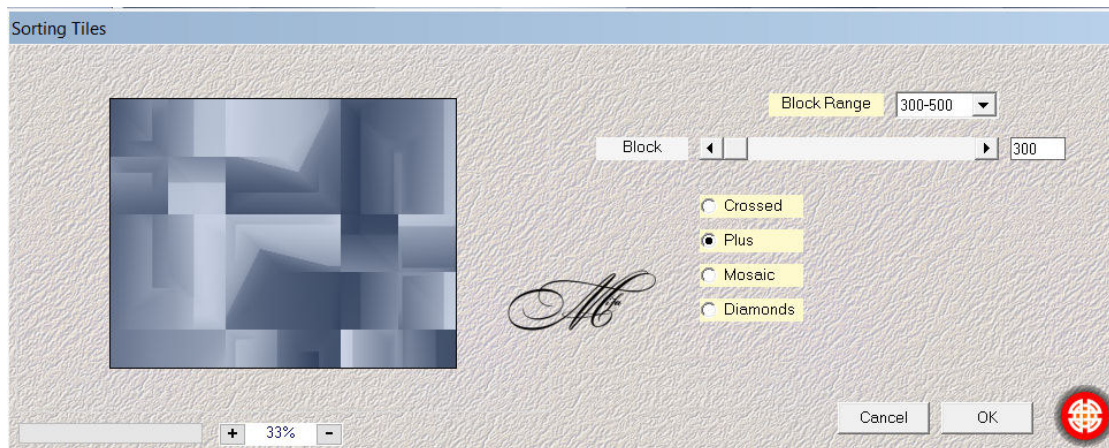 Sorting Tiles
Block Range 300-500
Block 300
Crossed
Plus
Mosaic
Diamonds
+ 33% -
Cancel OK